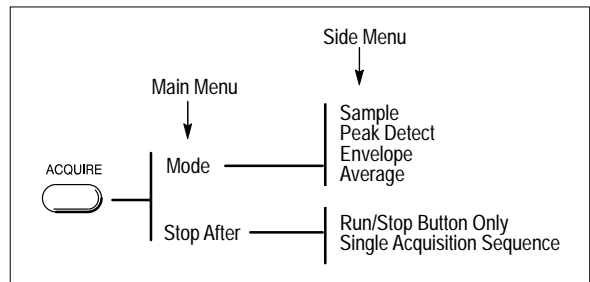 Side Menu
Main Menu
Sample
Peak Detect
Envelope
Average
Mode
ACQUIRE
Stop After
Run/Stop Button Only
Single Acquisition Sequence